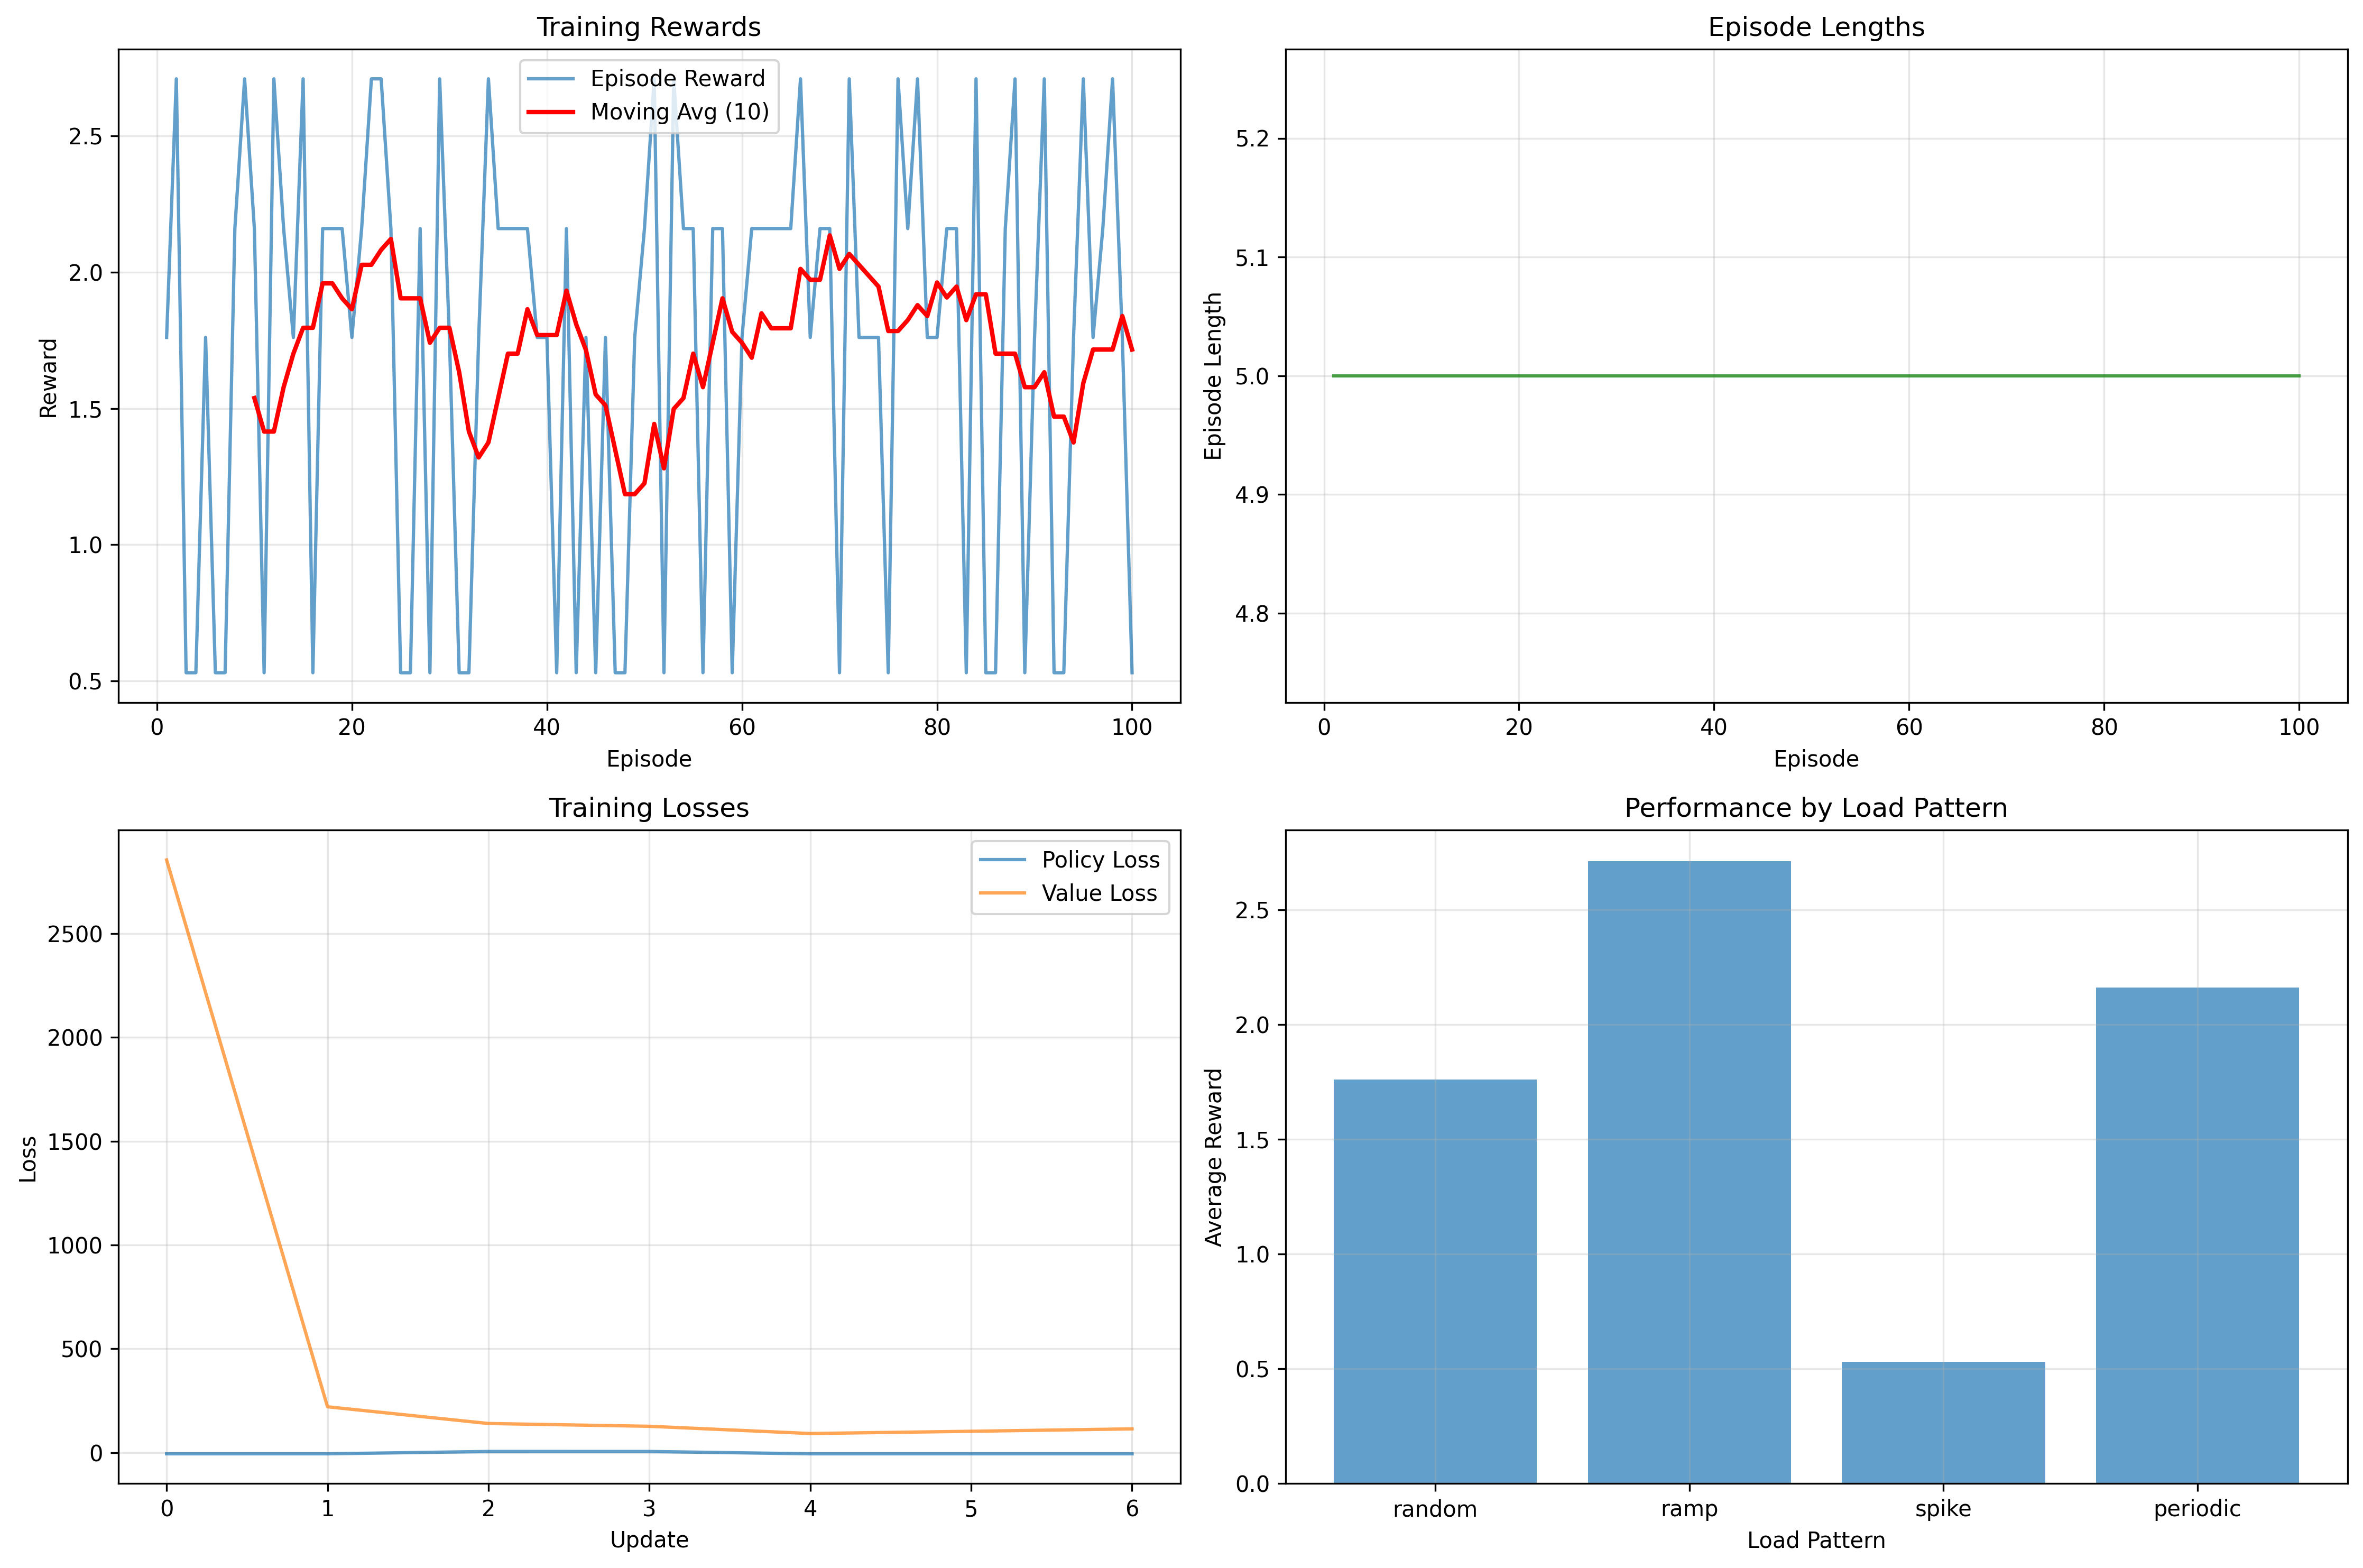 Training Rewards
Episode Reward
Moving Avg (10)
Reward
2.5
2.0
1.5
1.0
0.5
0 20 40 60 80 100
Episode
Episode Lengths
Episode Length
5.2
5.1
5.0
4.9
4.8
0 20 40 60 80 100
Episode
Training Losses
Policy Loss
Value Loss
Loss
2500
2000
1500
1000
500
0
0 1 2 3 4 5 6
Update
Performance by Load Pattern
Average Reward
2.5
2.0
1.5
1.0
0.5
0.0
random ramp spike periodic
Load Pattern